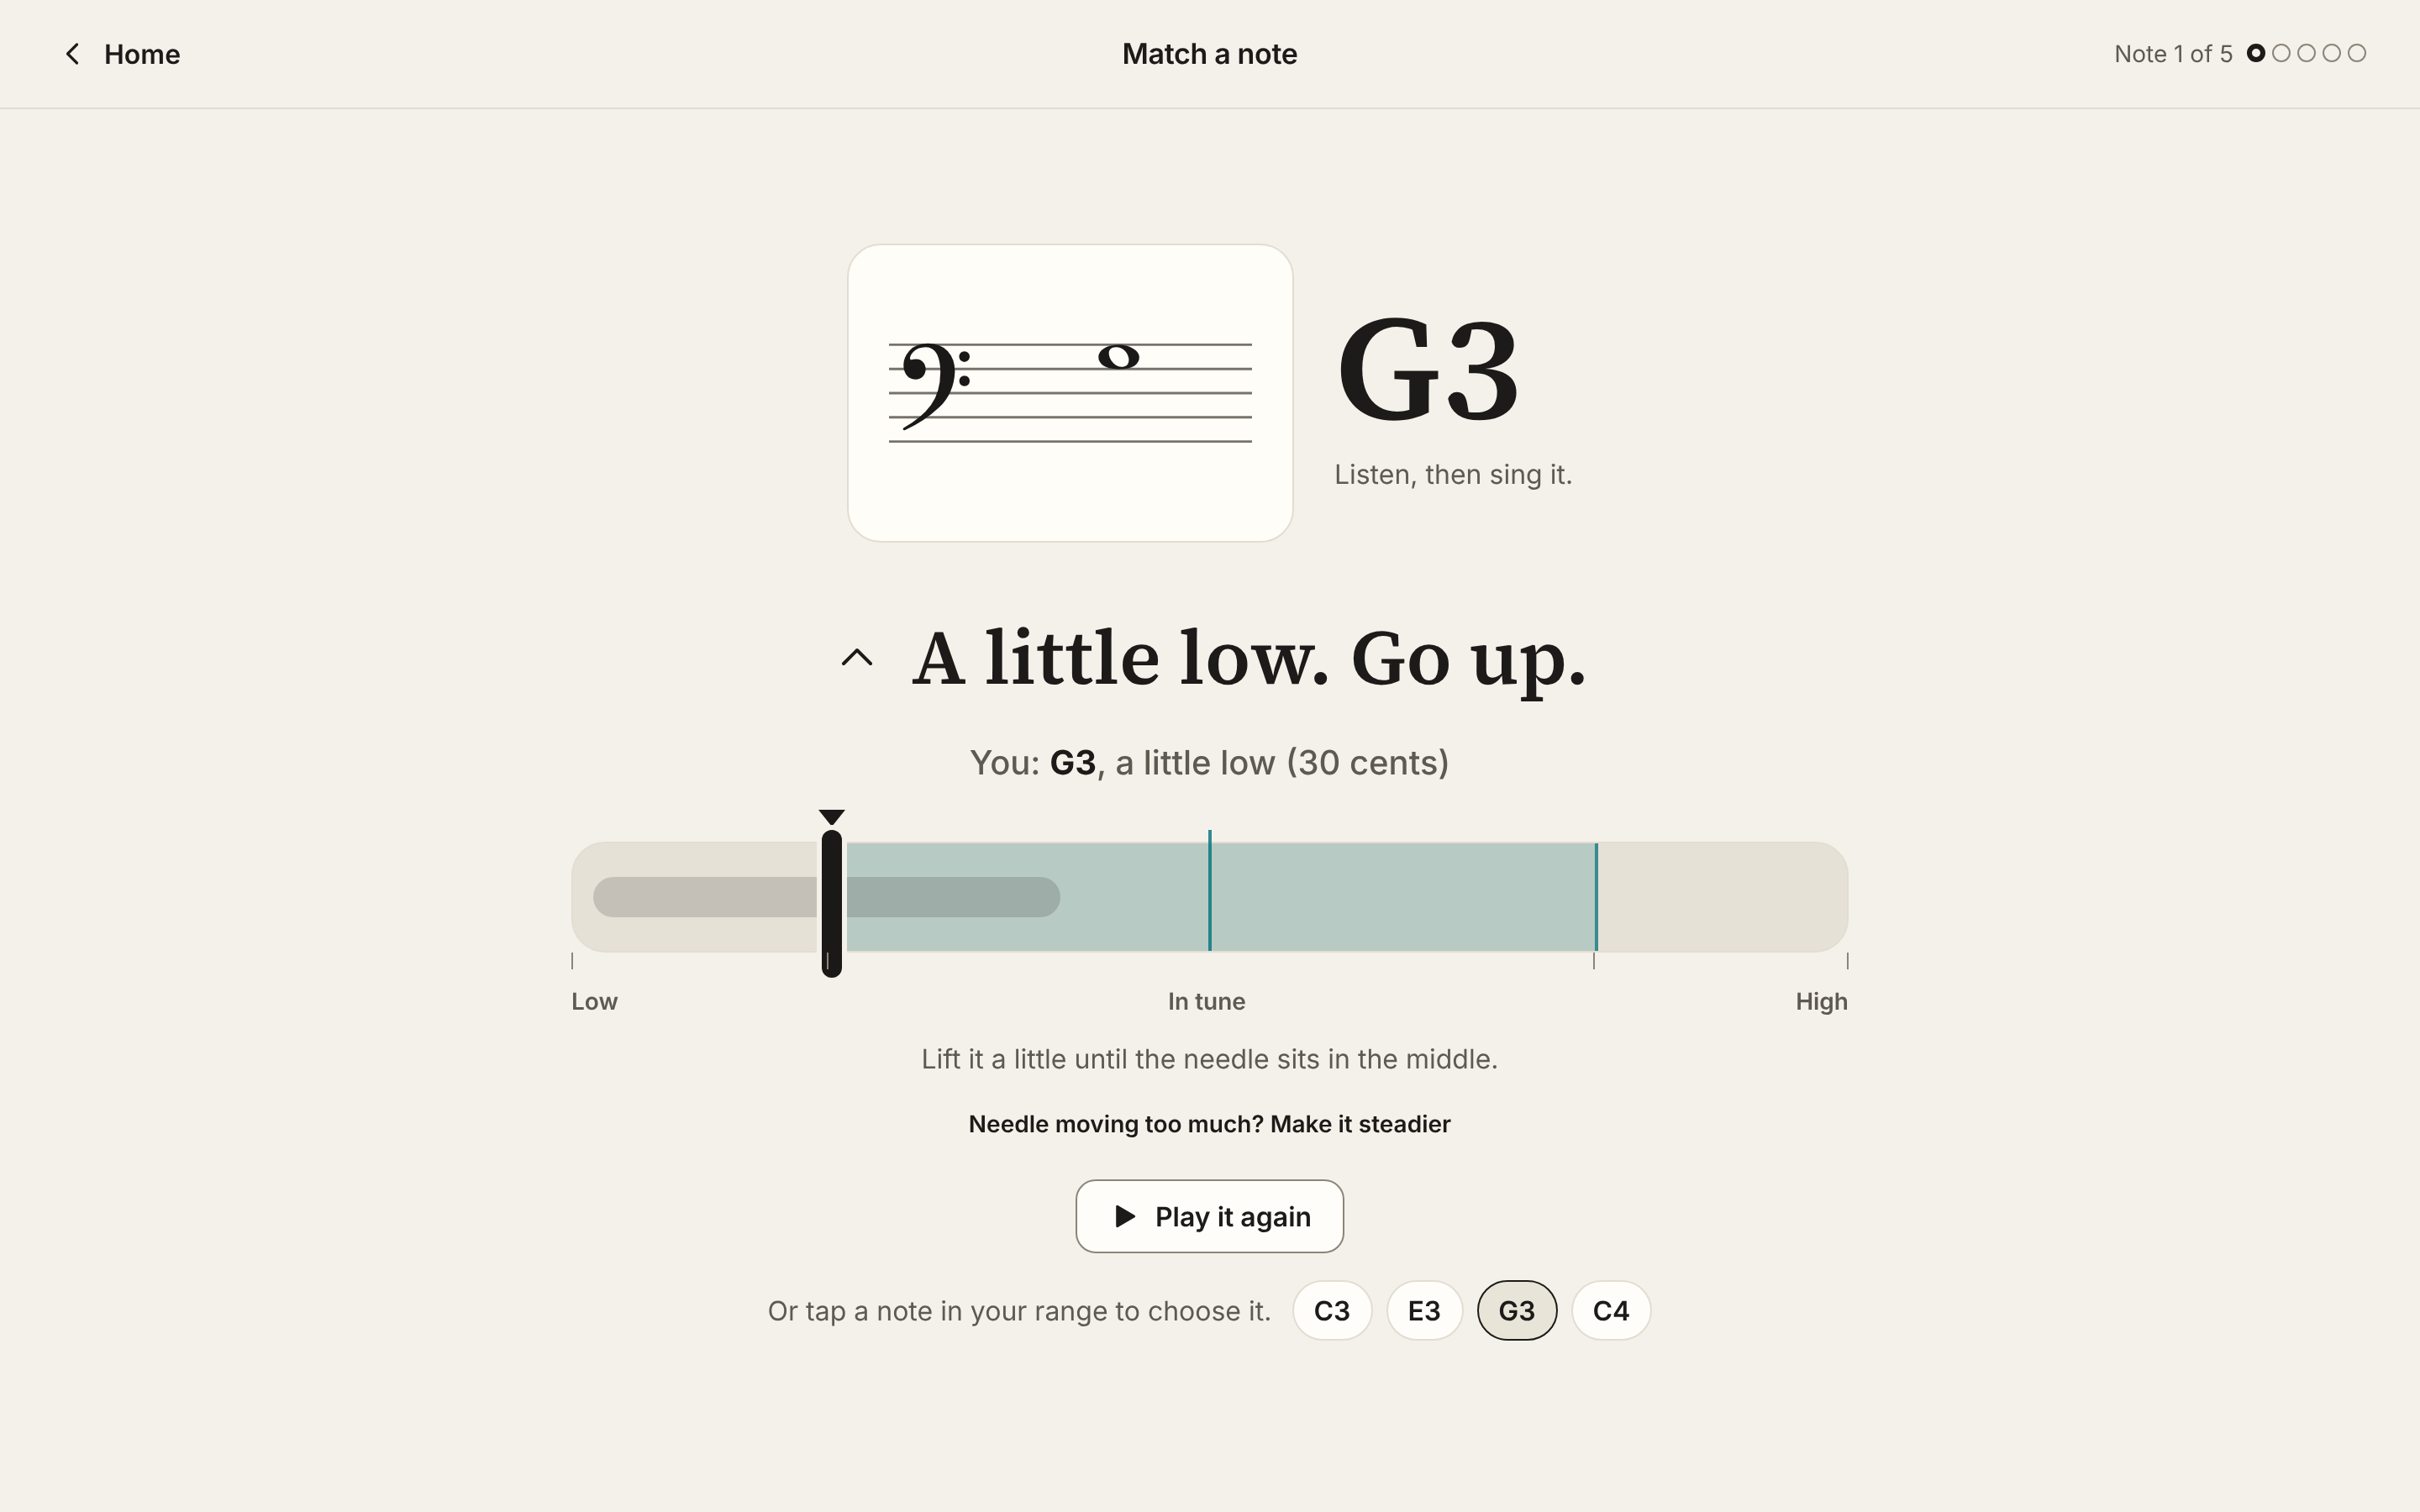 Home
Match a note
Note 1 of 5
G3
Listen, then sing it.
A little low. Go up.
You: G3, a little low (30 cents)
Low
In tune
High
Lift it a little until the needle sits in the middle.
Needle moving too much? Make it steadier
Play it again
Or tap a note in your range to choose it.
C3
E3
G3
C4